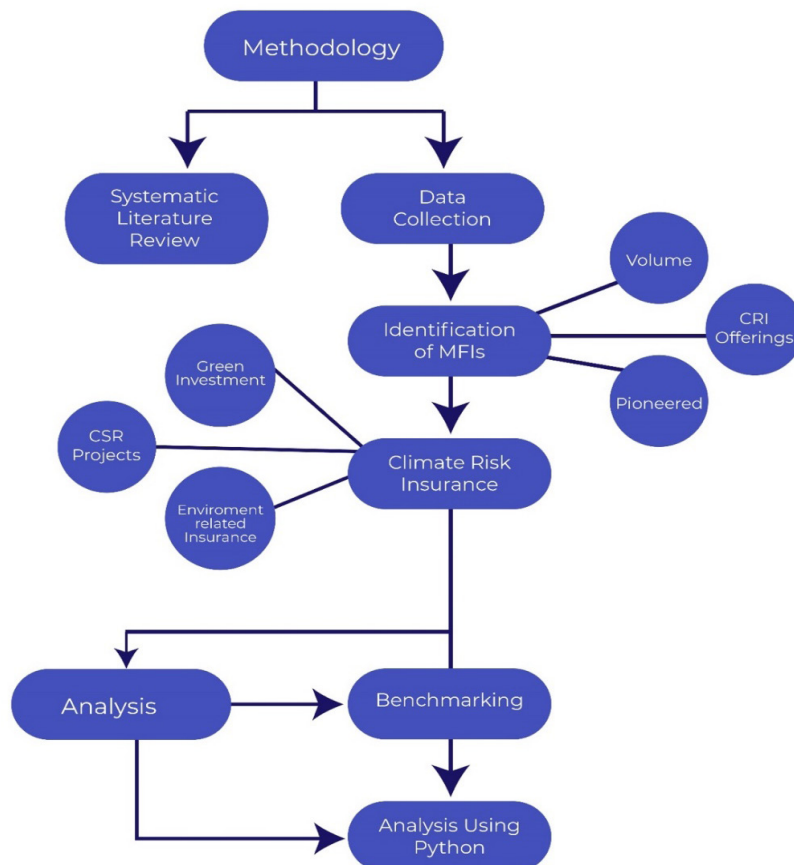 Methodology
Systematic
Literature
Review
Data
Collection
Volume
Identification
of MFIs
CRI
Offerings
Pioneered
Green
Investment
CSR
Projects
Climate Risk
Insurance
Enviroment
related
Insurance
Analysis
Benchmarking
Analysis Using
Python